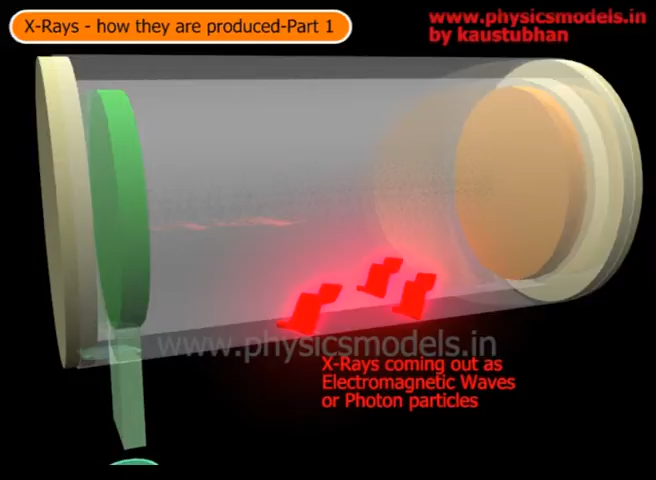 X-Rays - how they are produced-Part 1
www.physicsmodels.in
by kaustubhan
www.physicsmodels.in
X-Rays coming out as
Electromagnetic Waves
or Photon particles